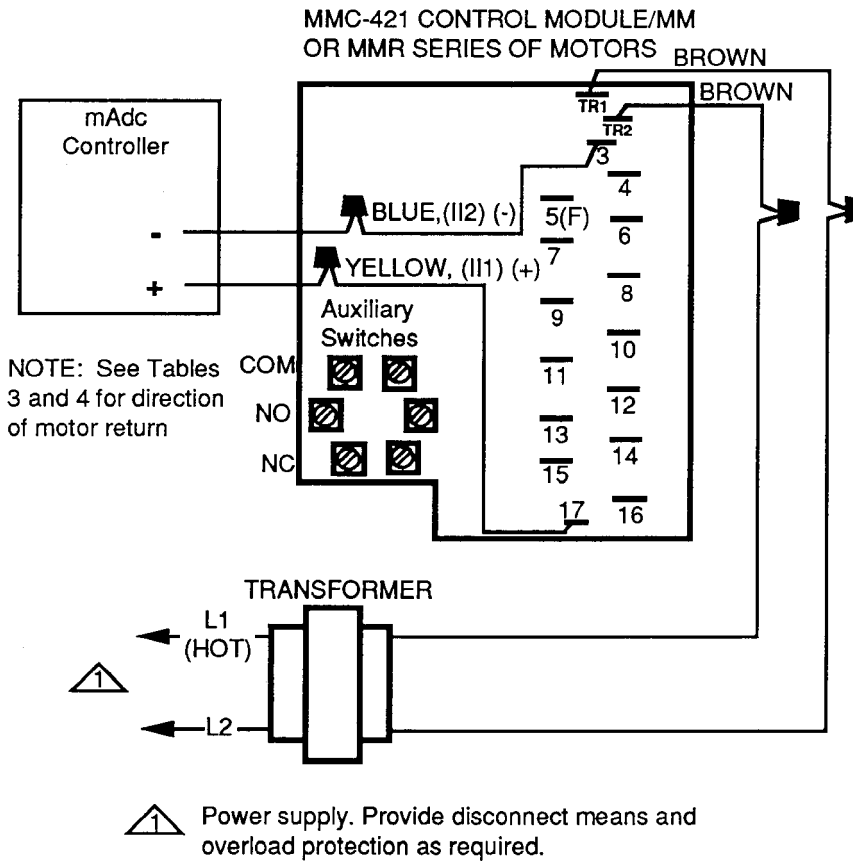 MMC-421 CONTROL MODULE/MM
OR MMR SERIES OF MOTORS
BROWN
BROWN
TR1
TR2
mAdc
Controller
-
+
BLUE,(II2) (-)
YELLOW, (II1) (+)
3
4
5(F)
6
7
8
9
10
11
12
13
14
15
16
17
Auxiliary
Switches
COM
NO
NC
NOTE: See Tables
3 and 4 for direction
of motor return
TRANSFORMER
L1
(HOT)
1
L2
1 Power supply. Provide disconnect means and
overload protection as required.